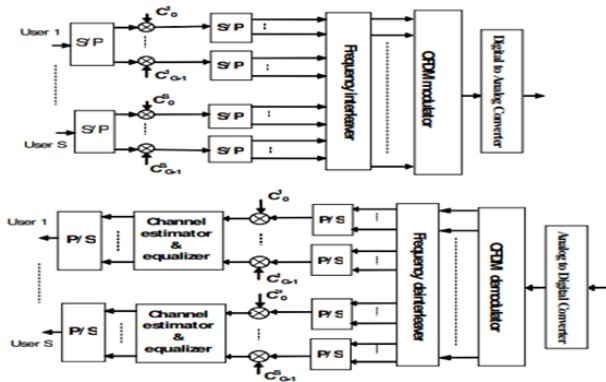 C¹₀
User 1
S/P
S/P
S/P
C¹G-1
Frequency interleaver
OFDM modulator
Digital to Analog Converter
Cˢ₀
S/P
S/P
S/P
User S
CˢG-1
C¹₀
User 1
P/S
Channel
estimator
&
equalizer
P/S
P/S
C¹G-1
Frequency deinterleaver
OFDM demodulator
Analog to Digital Converter
P/S
Channel
estimator
&
equalizer
P/S
P/S
User S
CˢG-1